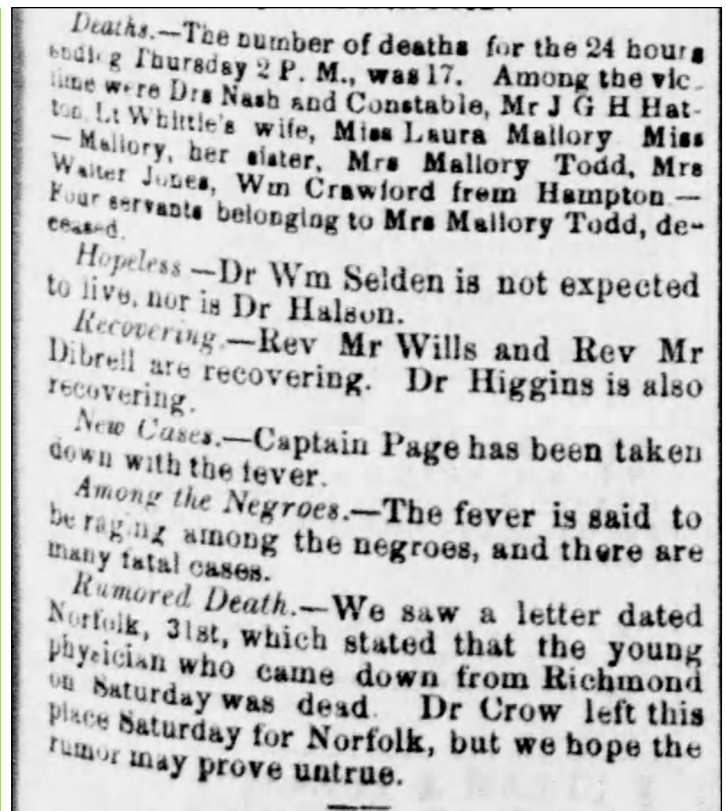 Deaths.—The number of deaths for the 24 hours
ending Thursday 2 P. M., was 17. Among the vic-
tims were Drs Nash and Constable, Mr J G H Hat-
ton, Lt Whittle's wife, Miss Laura Mallory Miss
— Mallory, her sister, Mrs Mallory Todd, Mrs
Walter Jones, Wm Crawford from Hampton —
Four servants belonging to Mrs Mallory Todd, de-
ceased.
Hopeless —Dr Wm Selden is not expected
to live, nor is Dr Halson.
Recovering.—Rev Mr Wills and Rev Mr
Dibrell are recovering. Dr Higgins is also
recovering.
New Cases.—Captain Page has been taken
down with the fever.
Among the Negroes.—The fever is said to
be raging among the negroes, and there are
many fatal cases.
Rumored Death.—We saw a letter dated
Norfolk, 31st, which stated that the young
physician who came down from Richmond
on Saturday was dead. Dr Crow left this
place Saturday for Norfolk, but we hope the
rumor may prove untrue.